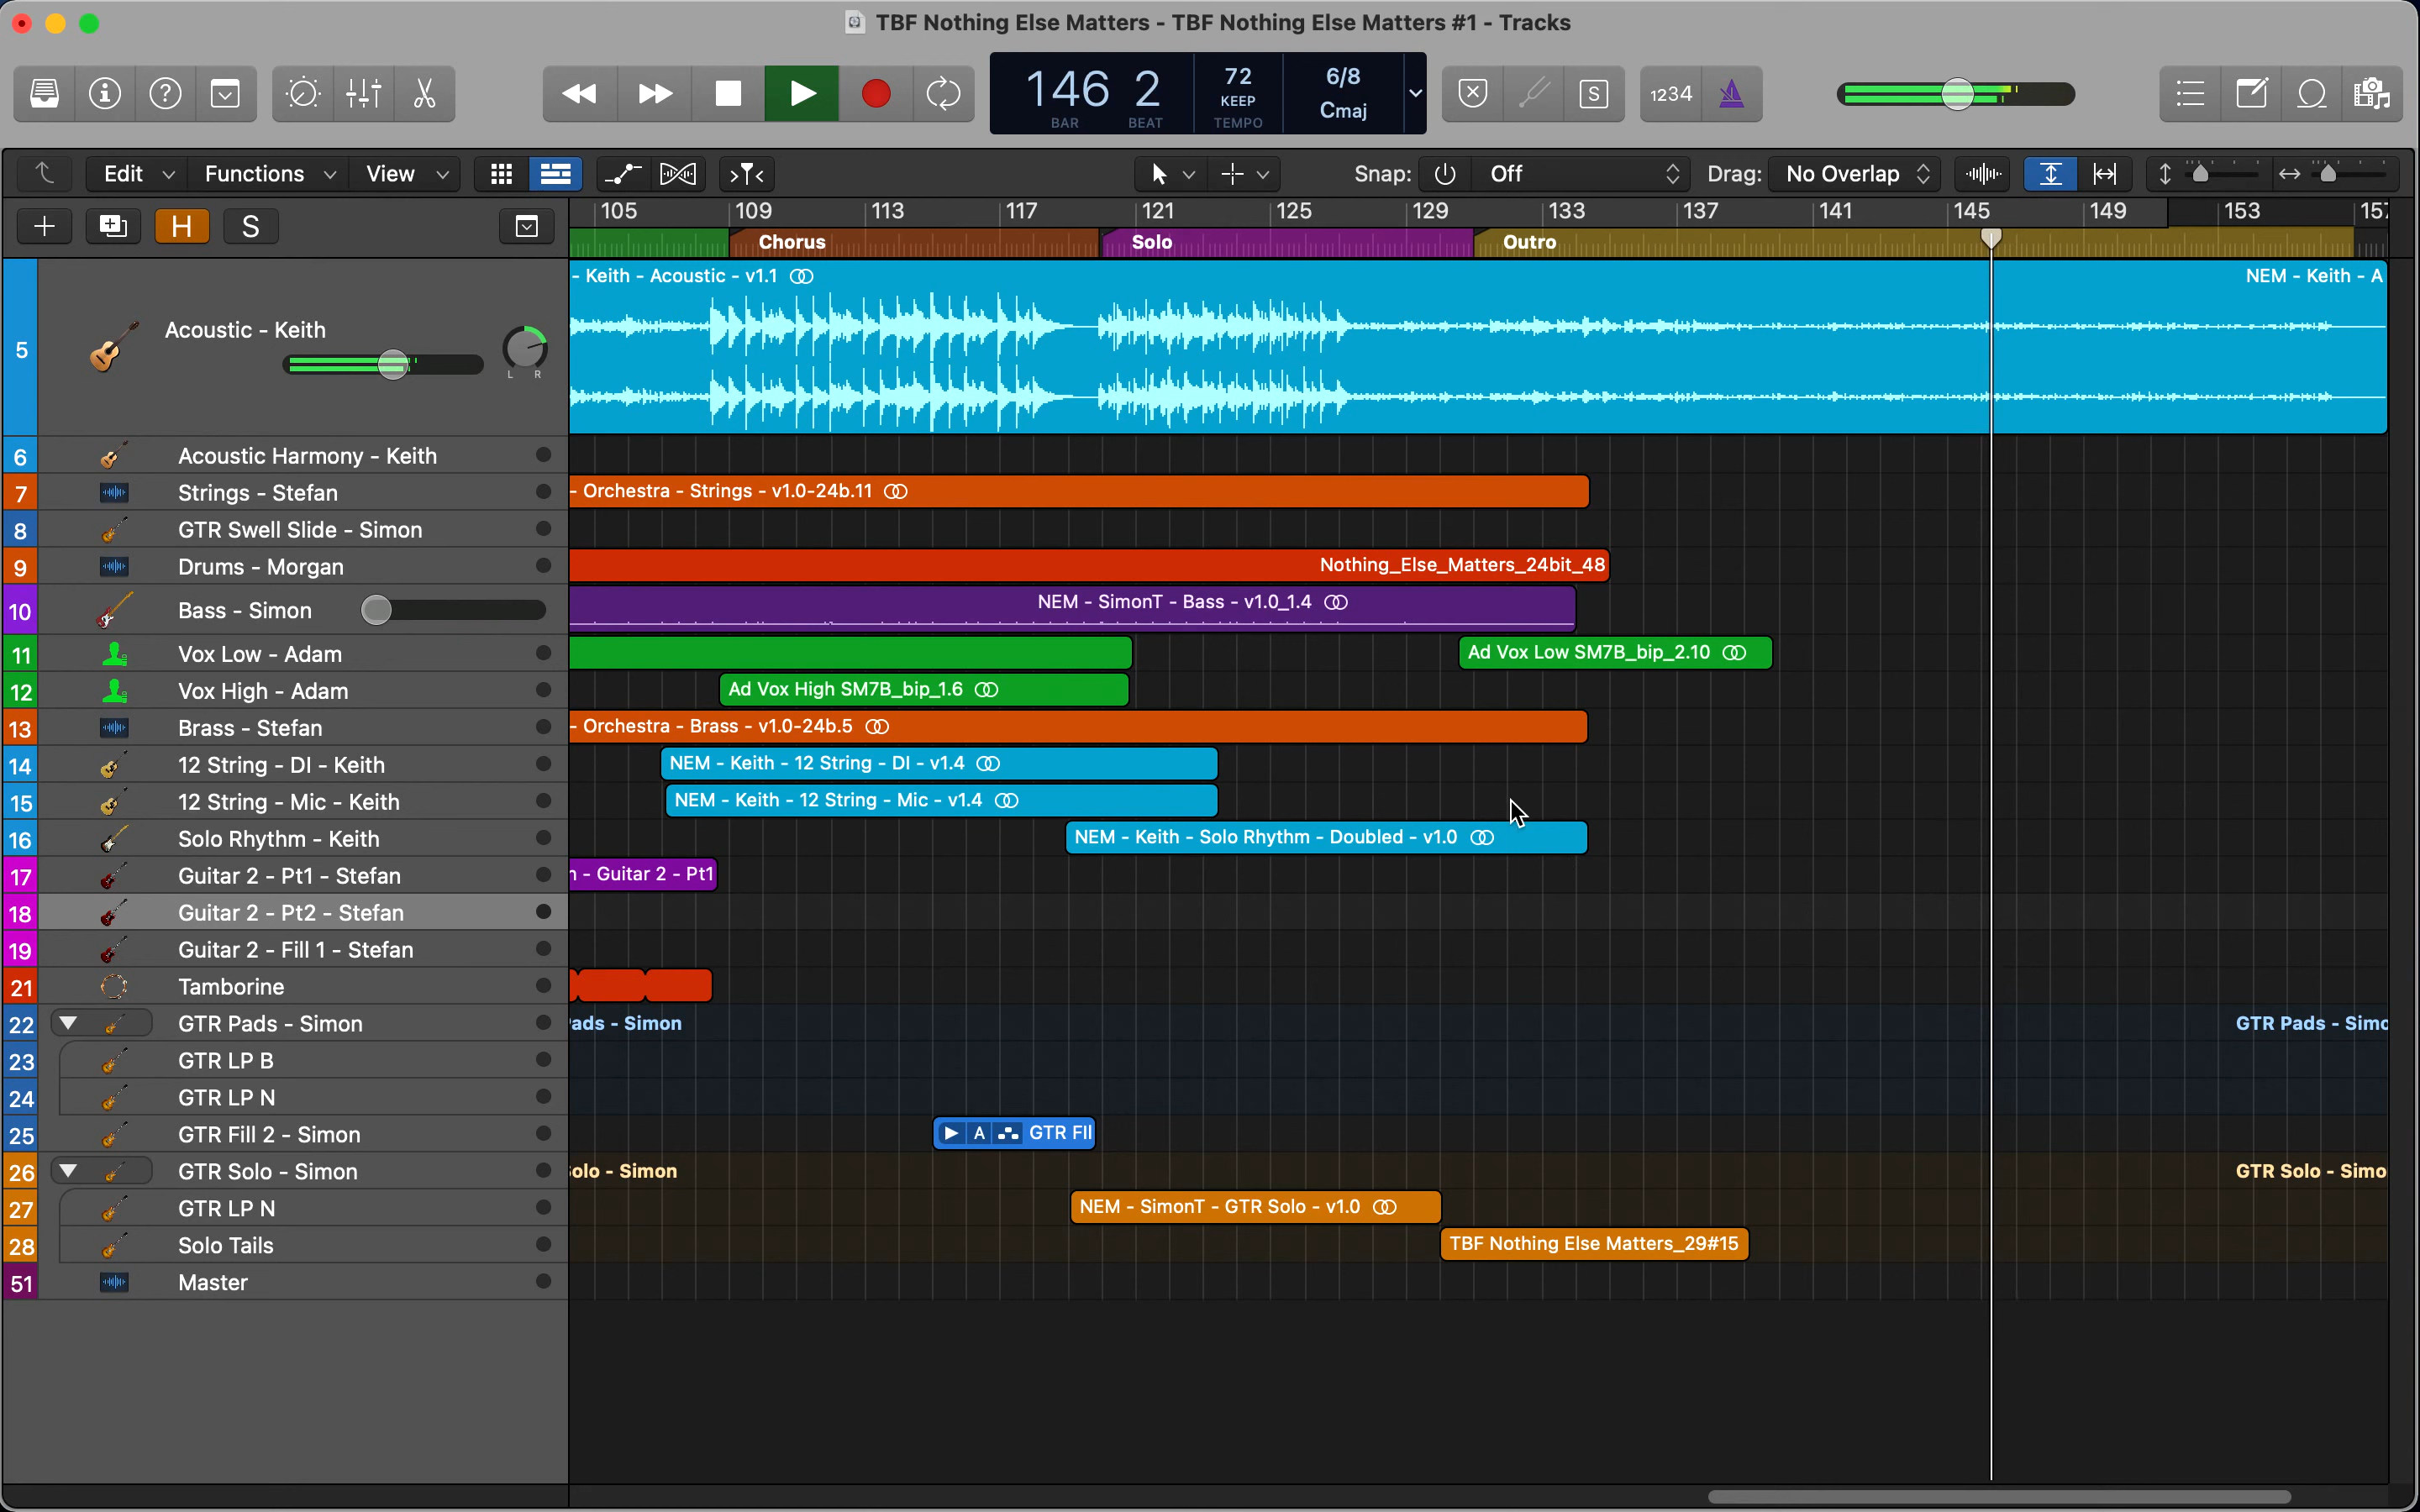 TBF Nothing Else Matters - TBF Nothing Else Matters #1 - Tracks
146 2 72 6/8
KEEP Cmaj
BAR BEAT TEMPO
S 1234
Edit Functions View Snap: Off Drag: No Overlap
H S
105 109 113 117 121 125 129 133 137 141 145 149 153 157
Chorus Solo Outro
- Keith - Acoustic - v1.1 NEM - Keith - A
5 Acoustic - Keith
L R
6 Acoustic Harmony - Keith
7 Strings - Stefan - Orchestra - Strings - v1.0-24b.11
8 GTR Swell Slide - Simon
9 Drums - Morgan Nothing_Else_Matters_24bit_48
10 Bass - Simon NEM - SimonT - Bass - v1.0_1.4
11 Vox Low - Adam Ad Vox Low SM7B_bip_2.10
12 Vox High - Adam Ad Vox High SM7B_bip_1.6
13 Brass - Stefan - Orchestra - Brass - v1.0-24b.5
14 12 String - DI - Keith NEM - Keith - 12 String - DI - v1.4
15 12 String - Mic - Keith NEM - Keith - 12 String - Mic - v1.4
16 Solo Rhythm - Keith NEM - Keith - Solo Rhythm - Doubled - v1.0
17 Guitar 2 - Pt1 - Stefan n - Guitar 2 - Pt1
18 Guitar 2 - Pt2 - Stefan
19 Guitar 2 - Fill 1 - Stefan
21 Tamborine
22 GTR Pads - Simon ads - Simon GTR Pads - Simo
23 GTR LP B
24 GTR LP N
25 GTR Fill 2 - Simon A GTR FIl
26 GTR Solo - Simon olo - Simon GTR Solo - Simo
27 GTR LP N NEM - SimonT - GTR Solo - v1.0
28 Solo Tails TBF Nothing Else Matters_29#15
51 Master